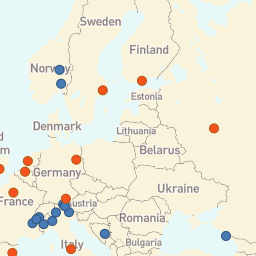 Sweden
Finland
Norway
Estonia
Denmark
Lithuania
Belarus
Germany
Ukraine
France
Austria
Romania
Italy
Bulgaria